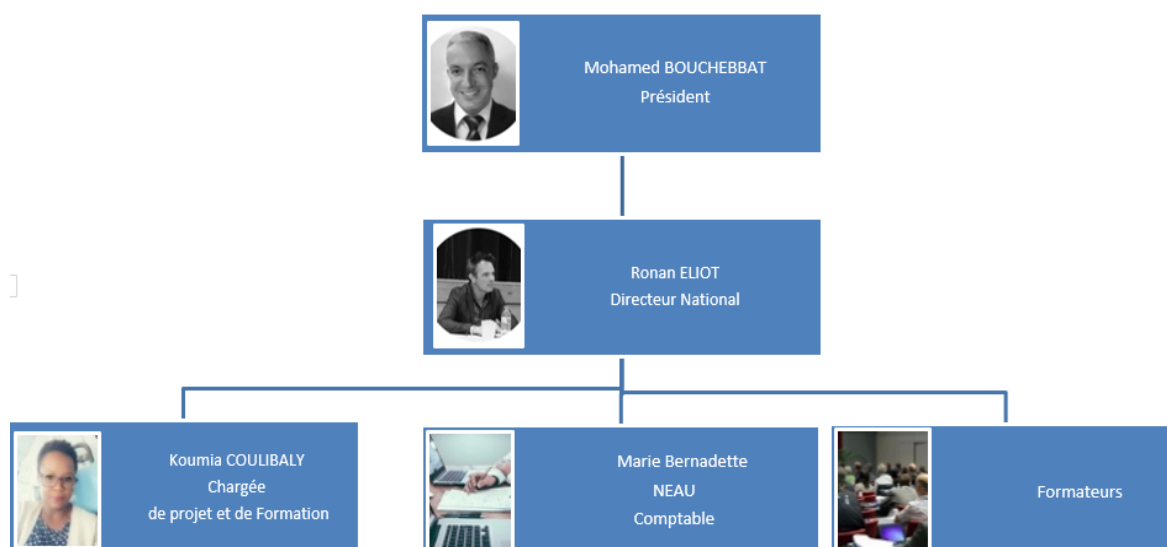 Mohamed BOUCHEBBAT
Président
Ronan ELIOT
Directeur National
Koumia COULIBALY
Chargée
de projet et de Formation
Marie Bernadette
NEAU
Comptable
Formateurs